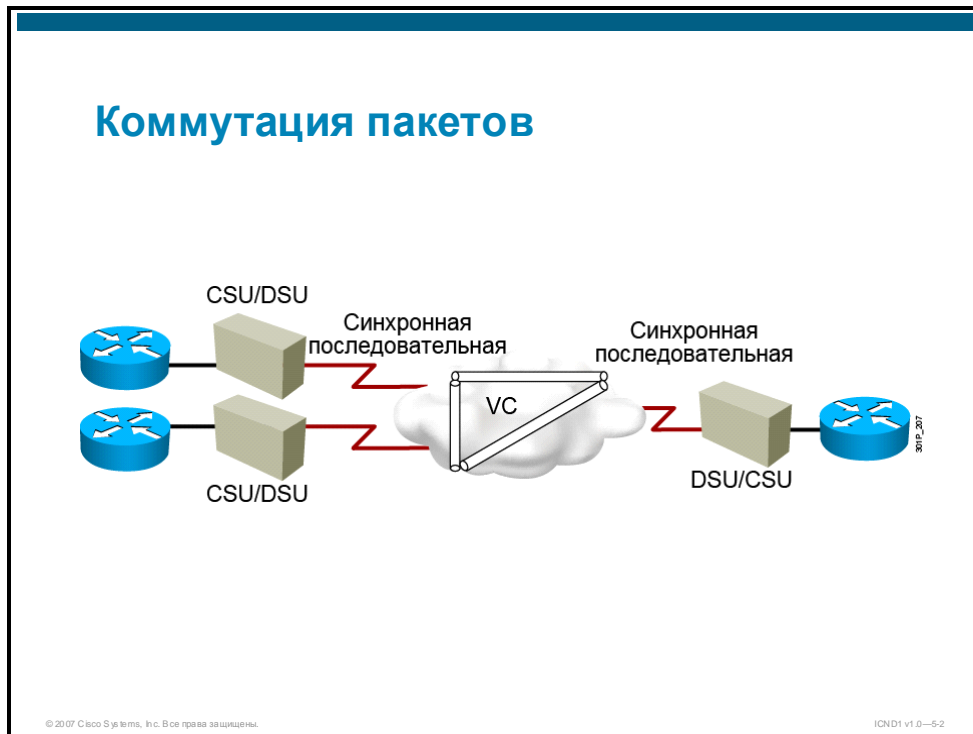 Коммутация пакетов
CSU/DSU
Синхронная
последовательная
Синхронная
последовательная
VC
CSU/DSU
DSU/CSU
301P_207
© 2007 Cisco Systems, Inc. Все права защищены.
ICND1 v1.0—5-2